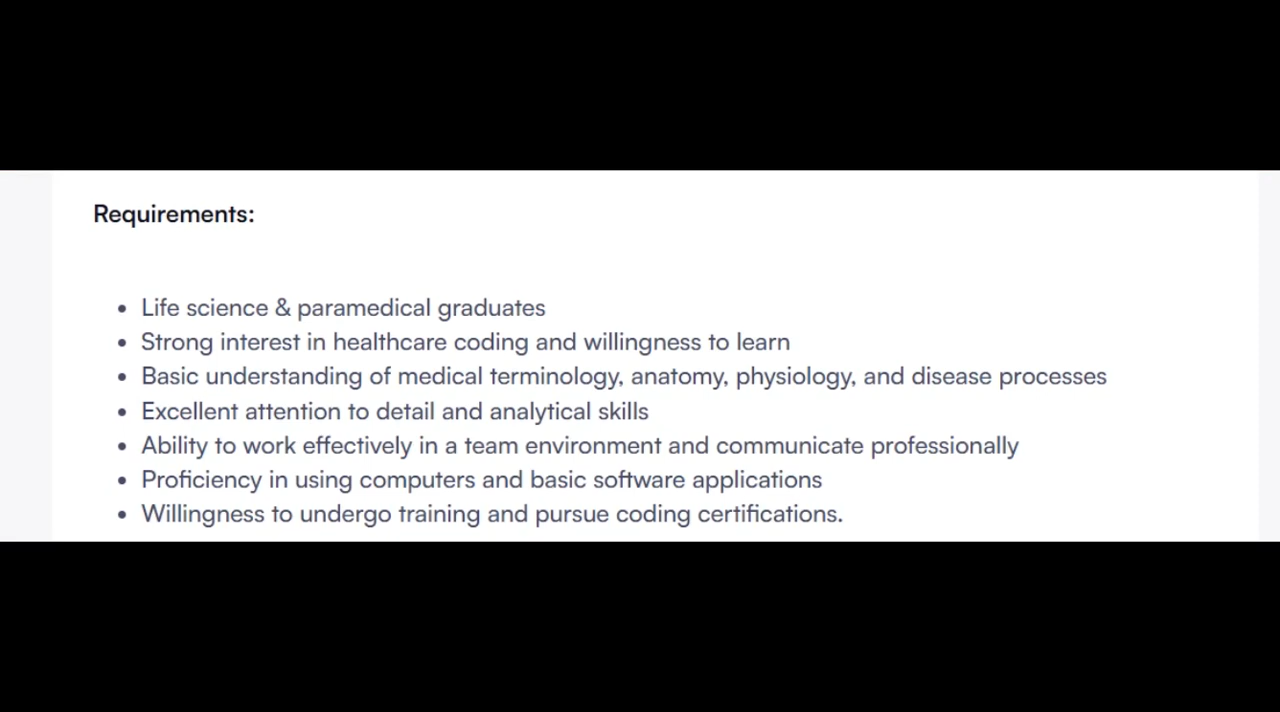 Requirements:
• Life science & paramedical graduates
• Strong interest in healthcare coding and willingness to learn
• Basic understanding of medical terminology, anatomy, physiology, and disease processes
• Excellent attention to detail and analytical skills
• Ability to work effectively in a team environment and communicate professionally
• Proficiency in using computers and basic software applications
• Willingness to undergo training and pursue coding certifications.